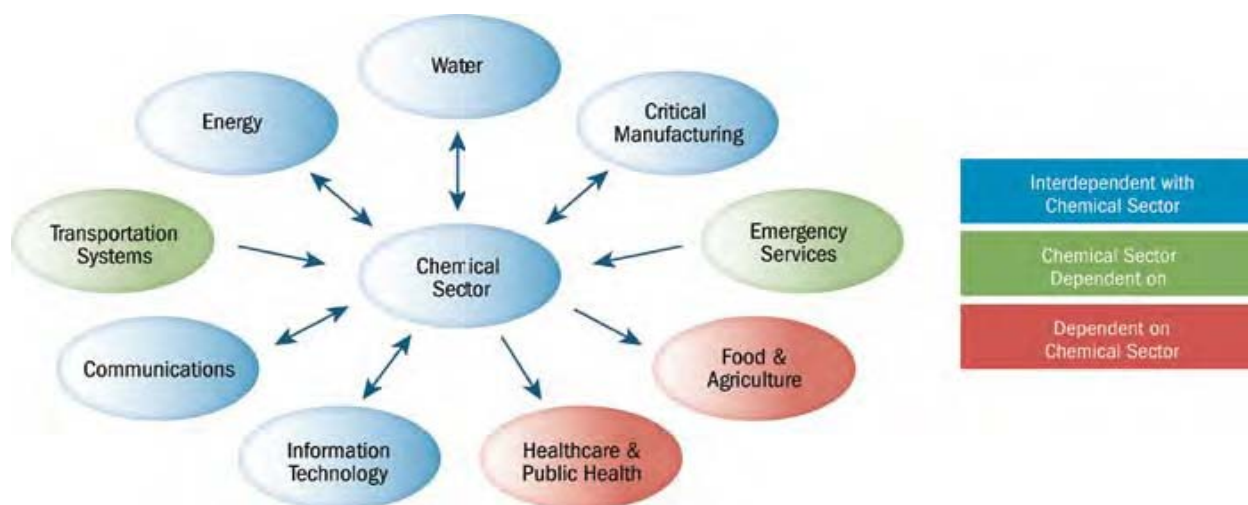 Water
Critical
Manufacturing
Energy
Transportation
Systems
Emergency
Services
Chemical
Sector
Communications
Food &
Agriculture
Information
Technology
Healthcare &
Public Health
Interdependent with
Chemical Sector
Chemical Sector
Dependent on
Dependent on
Chemical Sector